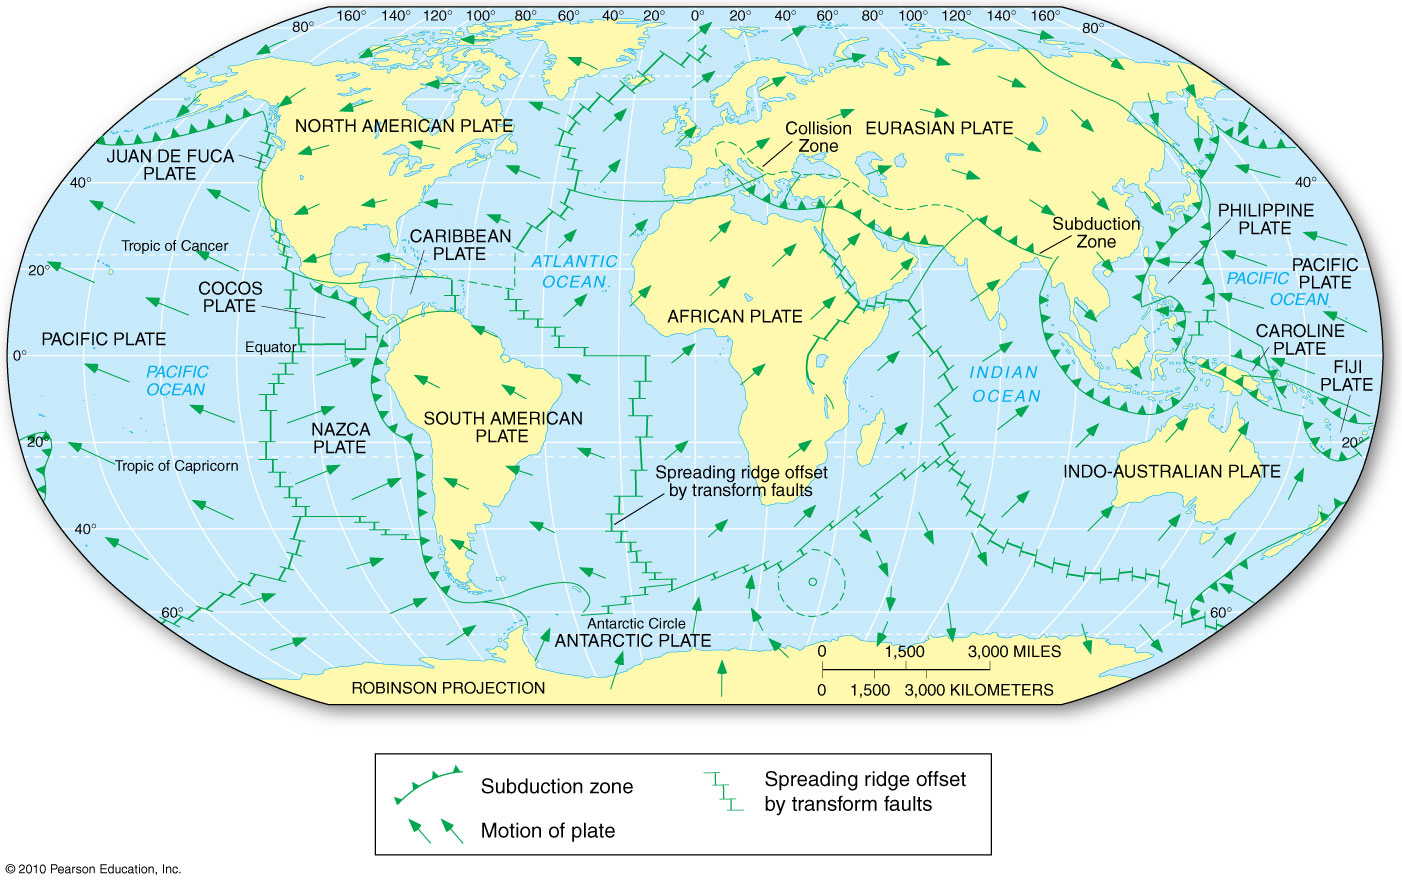 160° 140° 120° 100° 80° 60° 40° 20° 0° 20° 40° 60° 80° 100° 120° 140° 160°
80°
80°
NORTH AMERICAN PLATE
Collision
Zone
EURASIAN PLATE
JUAN DE FUCA
PLATE
40°
40°
PHILIPPINE
PLATE
Subduction
Zone
Tropic of Cancer
CARIBBEAN
PLATE
ATLANTIC
OCEAN
20°
PACIFIC
OCEAN
PACIFIC
PLATE
COCOS
PLATE
AFRICAN PLATE
PACIFIC PLATE
Equator
CAROLINE
PLATE
0°
PACIFIC
OCEAN
INDIAN
OCEAN
FIJI
PLATE
NAZCA
PLATE
SOUTH AMERICAN
PLATE
20°
20°
Tropic of Capricorn
Spreading ridge offset
by transform faults
INDO-AUSTRALIAN PLATE
40°
60°
60°
Antarctic Circle
ANTARCTIC PLATE
0 1,500 3,000 MILES
0 1,500 3,000 KILOMETERS
ROBINSON PROJECTION
Subduction zone
Motion of plate
Spreading ridge offset
by transform faults
© 2010 Pearson Education, Inc.